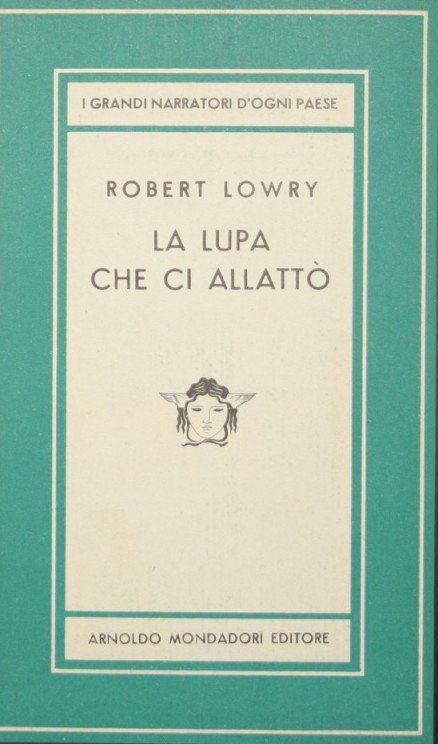 I GRANDI NARRATORI D'OGNI PAESE
ROBERT LOWRY
LA LUPA
CHE CI ALLATTÒ
ARNOLDO MONDADORI EDITORE